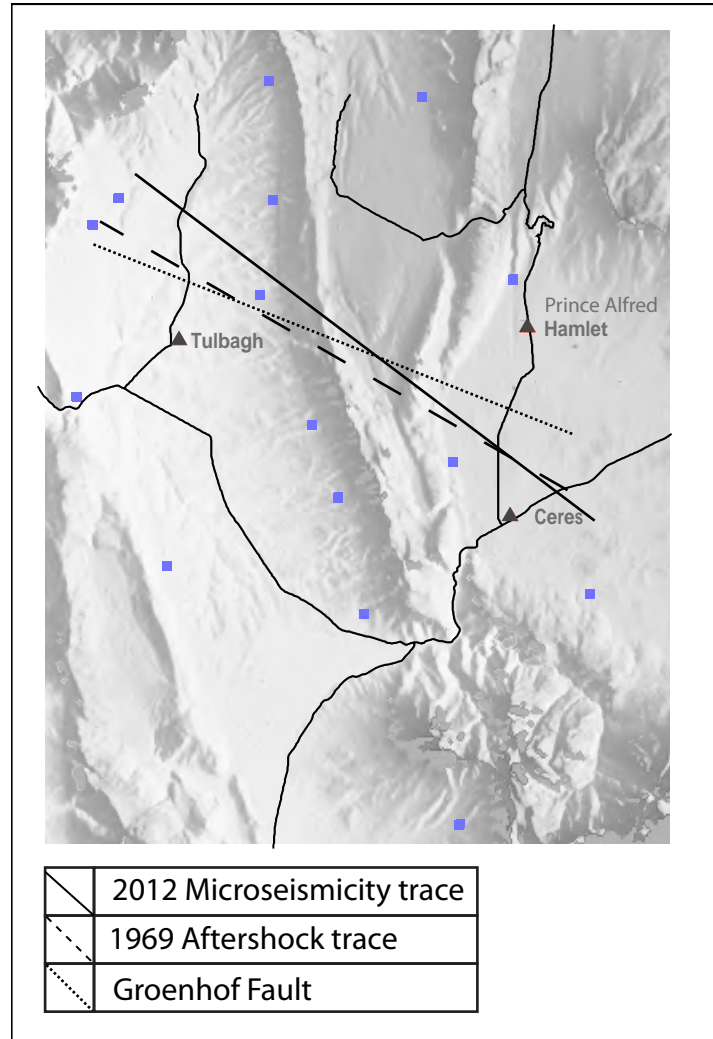 Prince Alfred
Hamlet
Tulbagh
Ceres
2012 Microseismicity trace
1969 Aftershock trace
Groenhof Fault